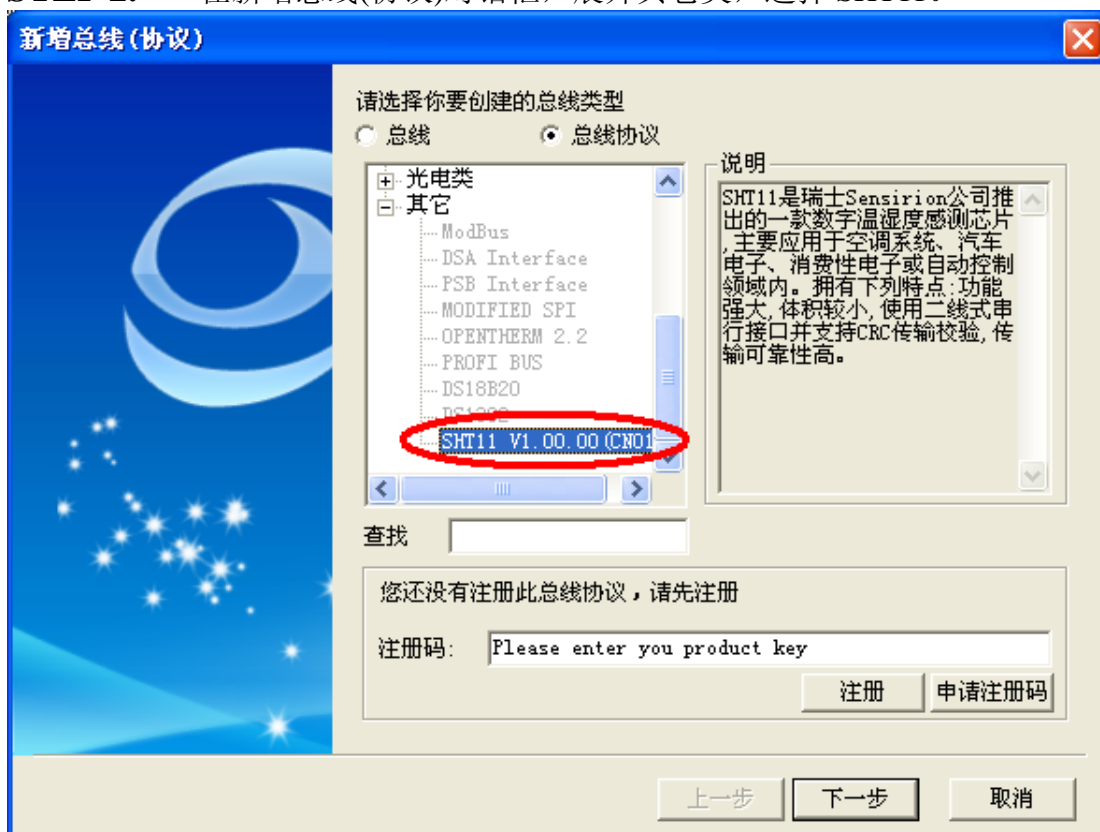 新增总线(协议)
请选择你要创建的总线类型
总线 总线协议
光电类
其它
ModBus
DSA Interface
PSB Interface
MODIFIED SPI
OPENTHERM 2.2
PROFI BUS
DS18B20
SHT11 V1.00.00(CN01
说明
SHT11是瑞士Sensirion公司推
出的一款数字温湿度感测芯片
,主要应用于空调系统、汽车
电子、消费性电子或自动控制
领域内。拥有下列特点:功能
强大,体积较小,使用二线式串
行接口并支持CRC传输校验,传
输可靠性高。
查找
您还没有注册此总线协议，请先注册
注册码: Please enter you product key
注册 申请注册码
上一步 下一步 取消